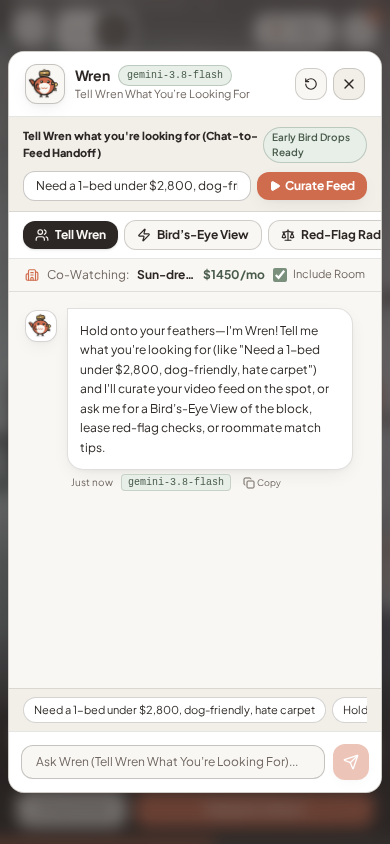 Wren gemini-3.8-flash
Tell Wren What You're Looking For
Tell Wren what you're looking for (Chat-to-
Feed Handoff)
Early Bird Drops
Ready
Need a 1-bed under $2,800, dog-fr
Curate Feed
Tell Wren
Bird's-Eye View
Red-Flag Rad
Co-Watching: Sun-dre... $1450/mo Include Room
Hold onto your feathers—I'm Wren! Tell me
what you're looking for (like "Need a 1-bed
under $2,800, dog-friendly, hate carpet")
and I'll curate your video feed on the spot, or
ask me for a Bird's-Eye View of the block,
lease red-flag checks, or roommate match
tips.
Just now gemini-3.8-flash Copy
Need a 1-bed under $2,800, dog-friendly, hate carpet
Hold
Ask Wren (Tell Wren What You're Looking For)...